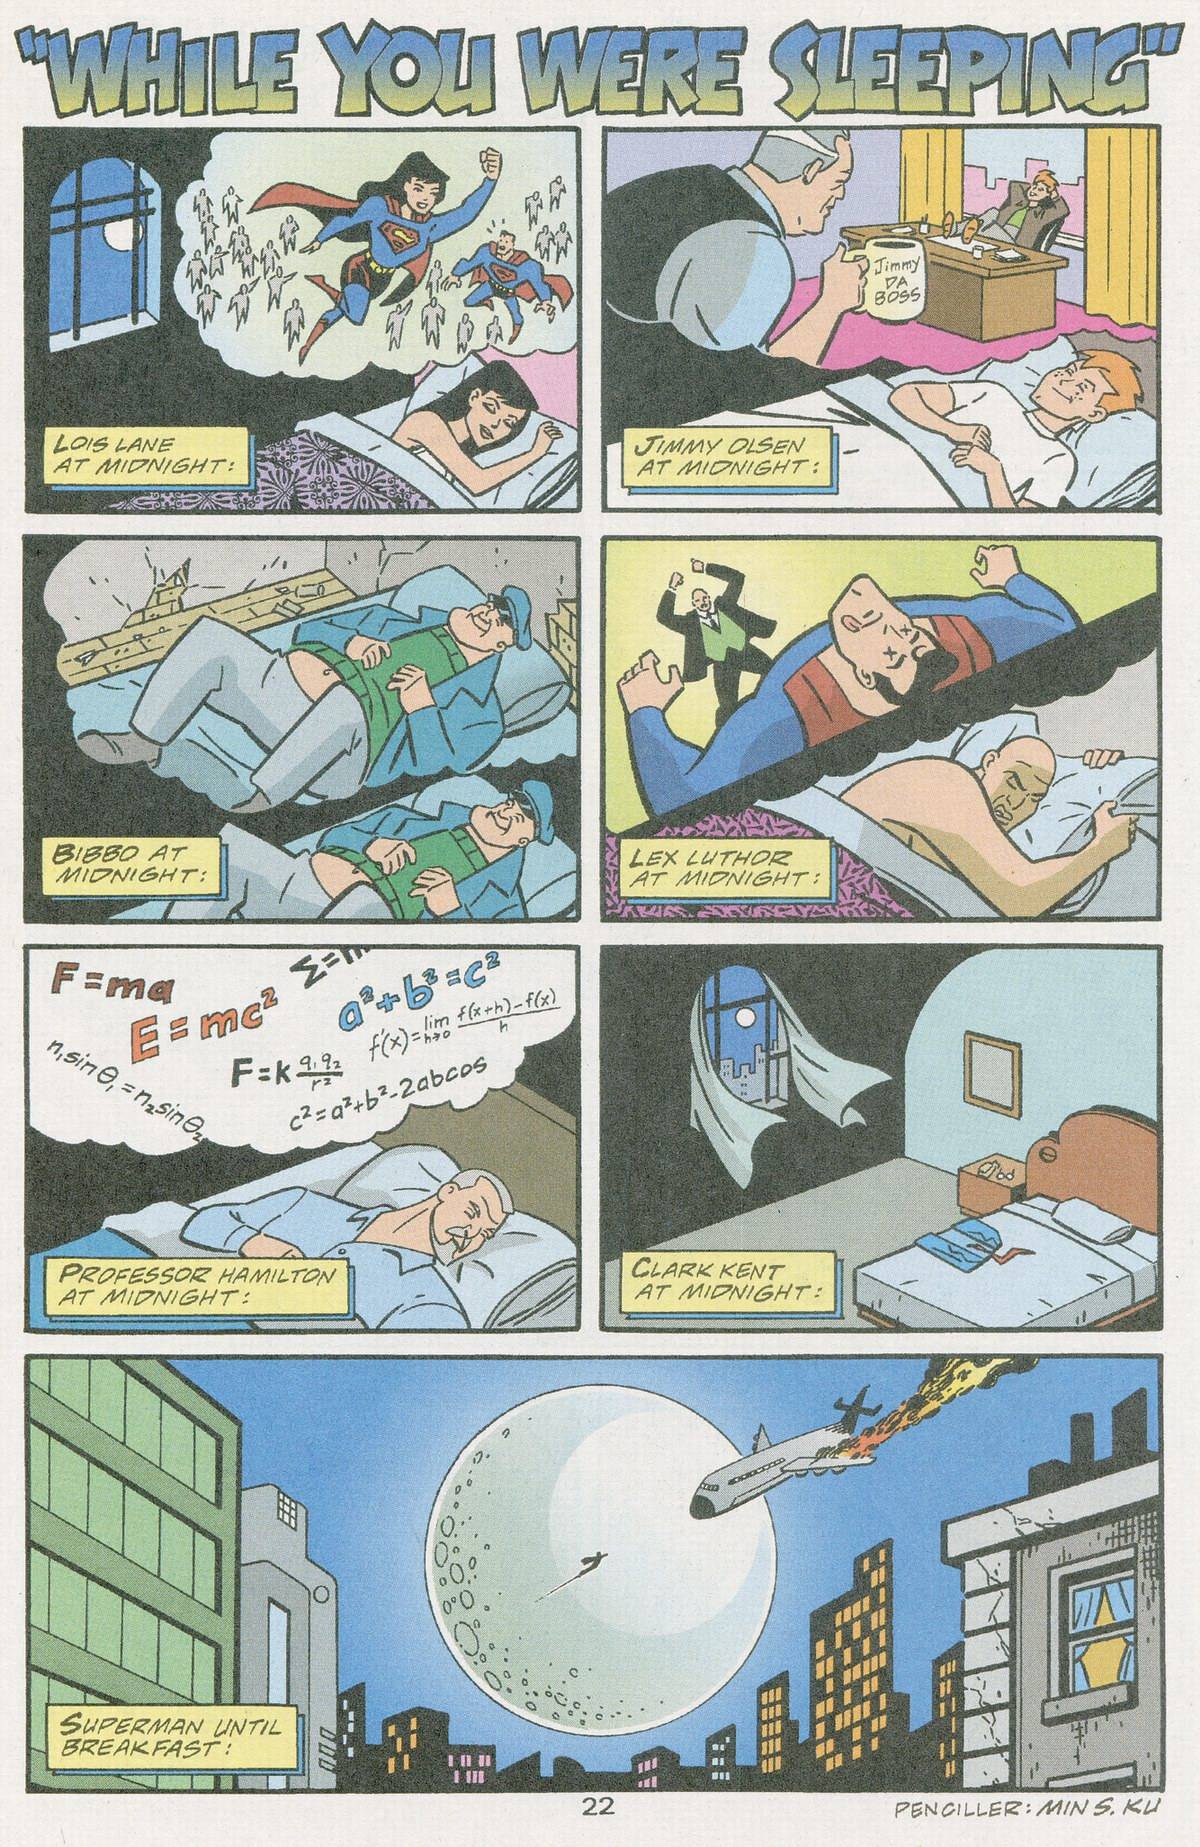 "WHILE YOU WERE SLEEPING"
Jimmy
DA
BOSS
LOIS LANE
AT MIDNIGHT:
JIMMY OLSEN
AT MIDNIGHT:
BIBBO AT
MIDNIGHT:
LEX LUTHOR
AT MIDNIGHT:
F=ma
Σ=
a²+b²=c²
E=mc²
f'(x)=lim h→0 f(x+h)-f(x)/h
n₁sinθ₁=n₂sinθ₂
F=k q₁q₂/r²
c²=a²+b²-2abcos
PROFESSOR HAMILTON
AT MIDNIGHT:
CLARK KENT
AT MIDNIGHT:
SUPERMAN UNTIL
BREAKFAST:
22
PENCILLER: MIN S. KU